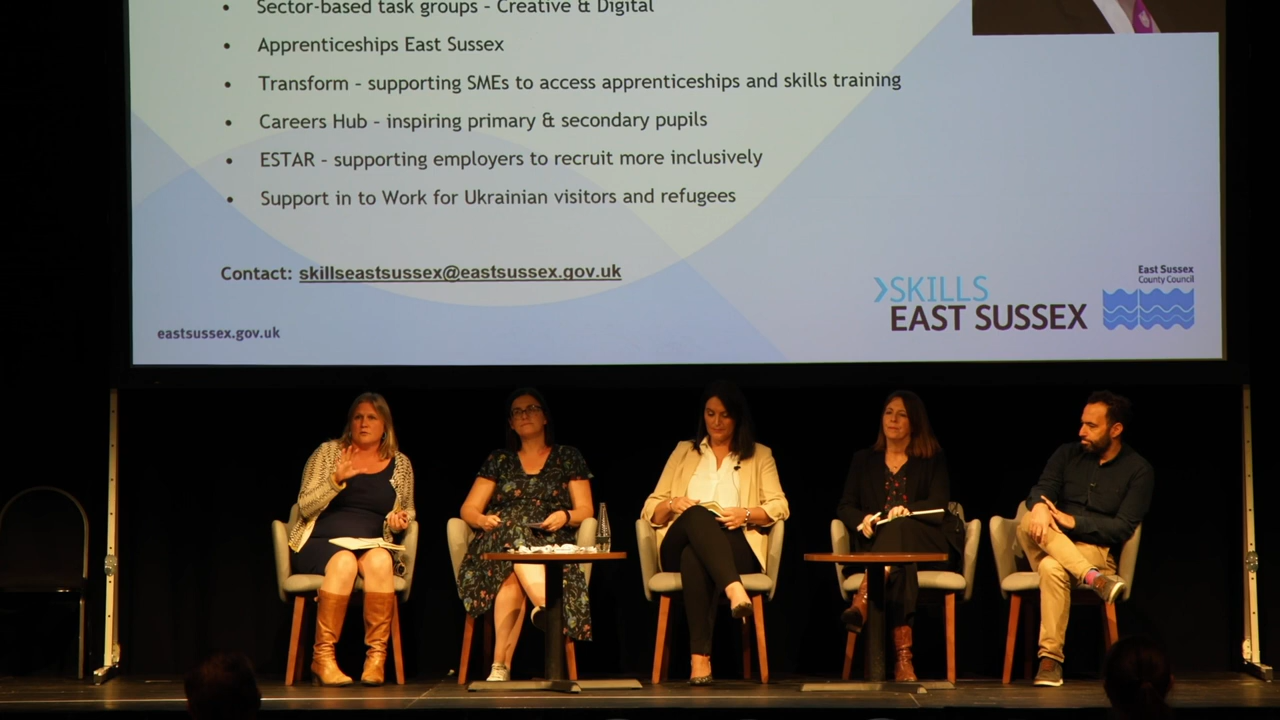 • Sector-based task groups – Creative & Digital
• Apprenticeships East Sussex
• Transform – supporting SMEs to access apprenticeships and skills training
• Careers Hub – inspiring primary & secondary pupils
• ESTAR – supporting employers to recruit more inclusively
• Support in to Work for Ukrainian visitors and refugees
Contact: skillseastsussex@eastsussex.gov.uk
eastsussex.gov.uk
SKILLS
EAST SUSSEX
East Sussex
County Council